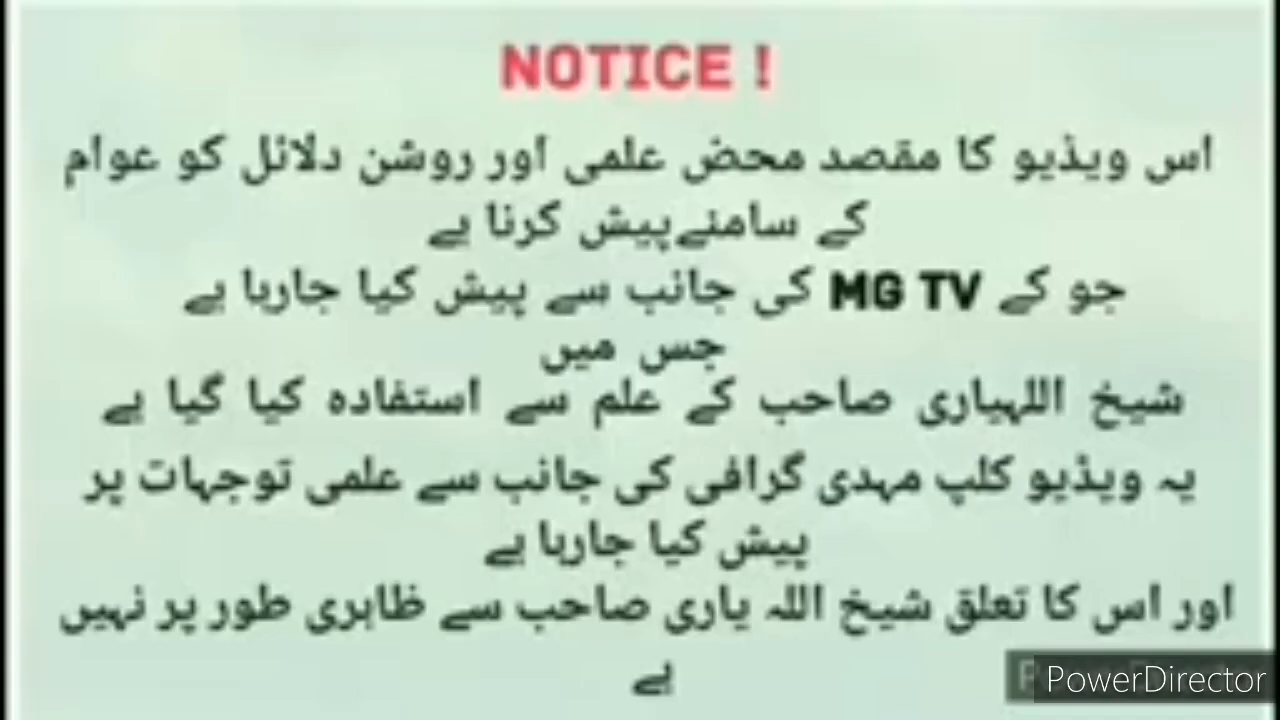 NOTICE !
اس ویڈیو کا مقصد محض علمی اور روشن دلائل کو عوام
کے سامنےپیش کرنا ہے
جو کے MG TV کی جانب سے پیش کیا جارہا ہے
جس میں
شیخ اللہیاری صاحب کے علم سے استفادہ کیا گیا ہے
یہ ویڈیو کلپ مہدی گرافی کی جانب سے علمی توجہات پر
پیش کیا جارہا ہے
اور اس کا تعلق شیخ اللہ یاری صاحب سے ظاہری طور پر نہیں
ہے
PowerDirector